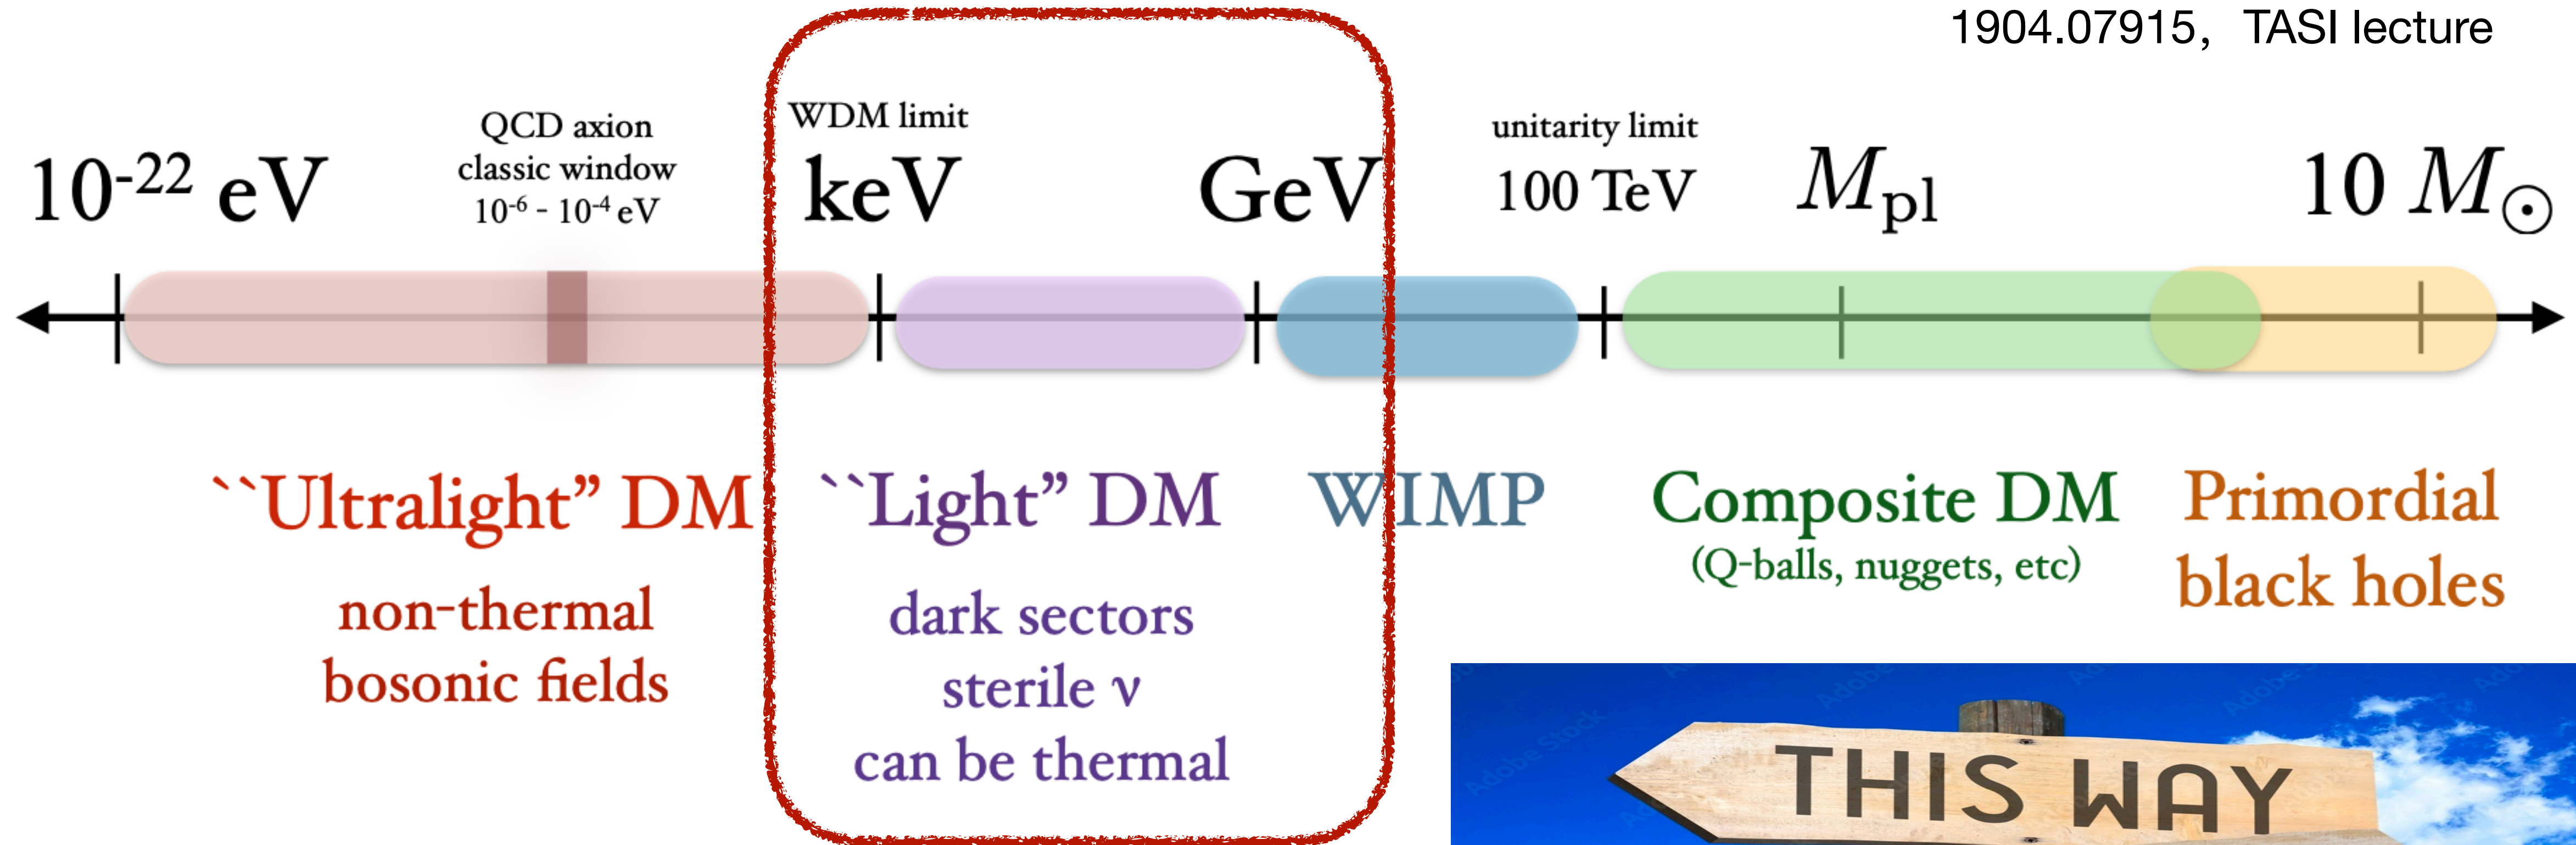 1904.07915, TASI lecture
10⁻²² eV
QCD axion
classic window
10⁻⁶ - 10⁻⁴ eV
WDM limit
keV
GeV
unitarity limit
100 TeV
Mₚₗ
10 M☉
``Ultralight” DM
non-thermal
bosonic fields
``Light” DM
dark sectors
sterile ν
can be thermal
WIMP
Composite DM
(Q-balls, nuggets, etc)
Primordial
black holes
Adobe Stock
THIS WAY